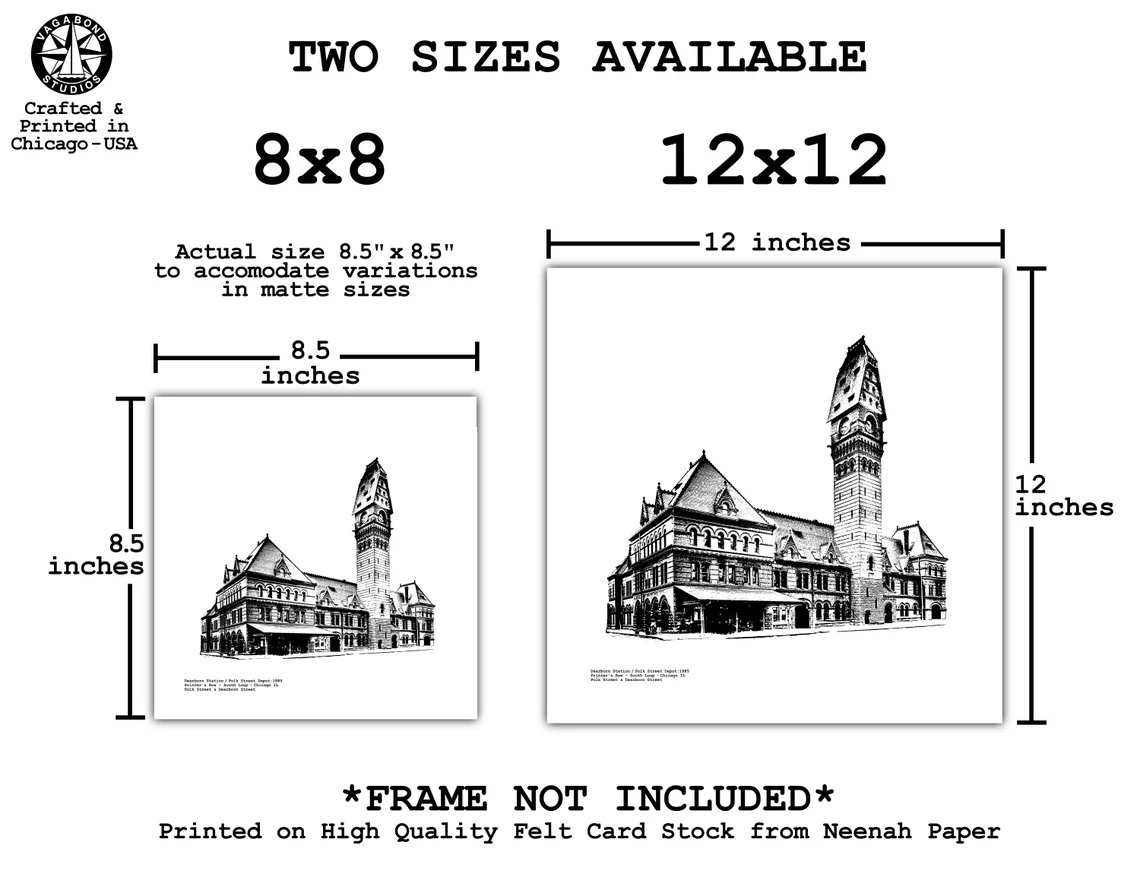 VAGABOND
STUDIOS
Crafted &
Printed in
Chicago-USA
TWO SIZES AVAILABLE
8x8
12x12
Actual size 8.5" x 8.5"
to accomodate variations
in matte sizes
12 inches
8.5
inches
8.5
inches
12
inches
Dearborn Station/Polk Street Depot:1885
Printer's Row - South Loop - Chicago IL
Polk Street & Dearborn Street
Dearborn Station/Polk Street Depot:1885
Printer's Row - South Loop - Chicago IL
Polk Street & Dearborn Street
*FRAME NOT INCLUDED*
Printed on High Quality Felt Card Stock from Neenah Paper